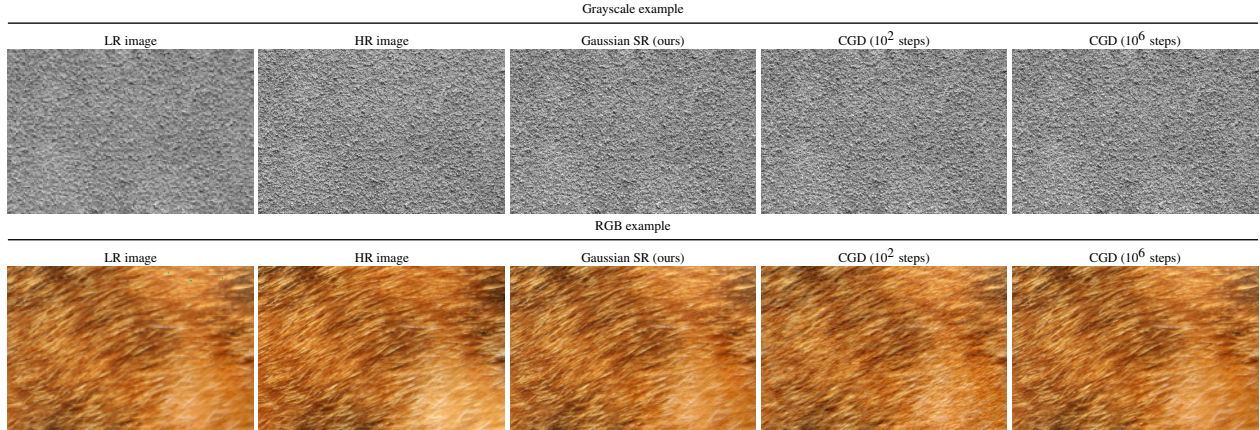 Grayscale example
LR image HR image Gaussian SR (ours) CGD (10² steps) CGD (10⁶ steps)
RGB example
LR image HR image Gaussian SR (ours) CGD (10² steps) CGD (10⁶ steps)